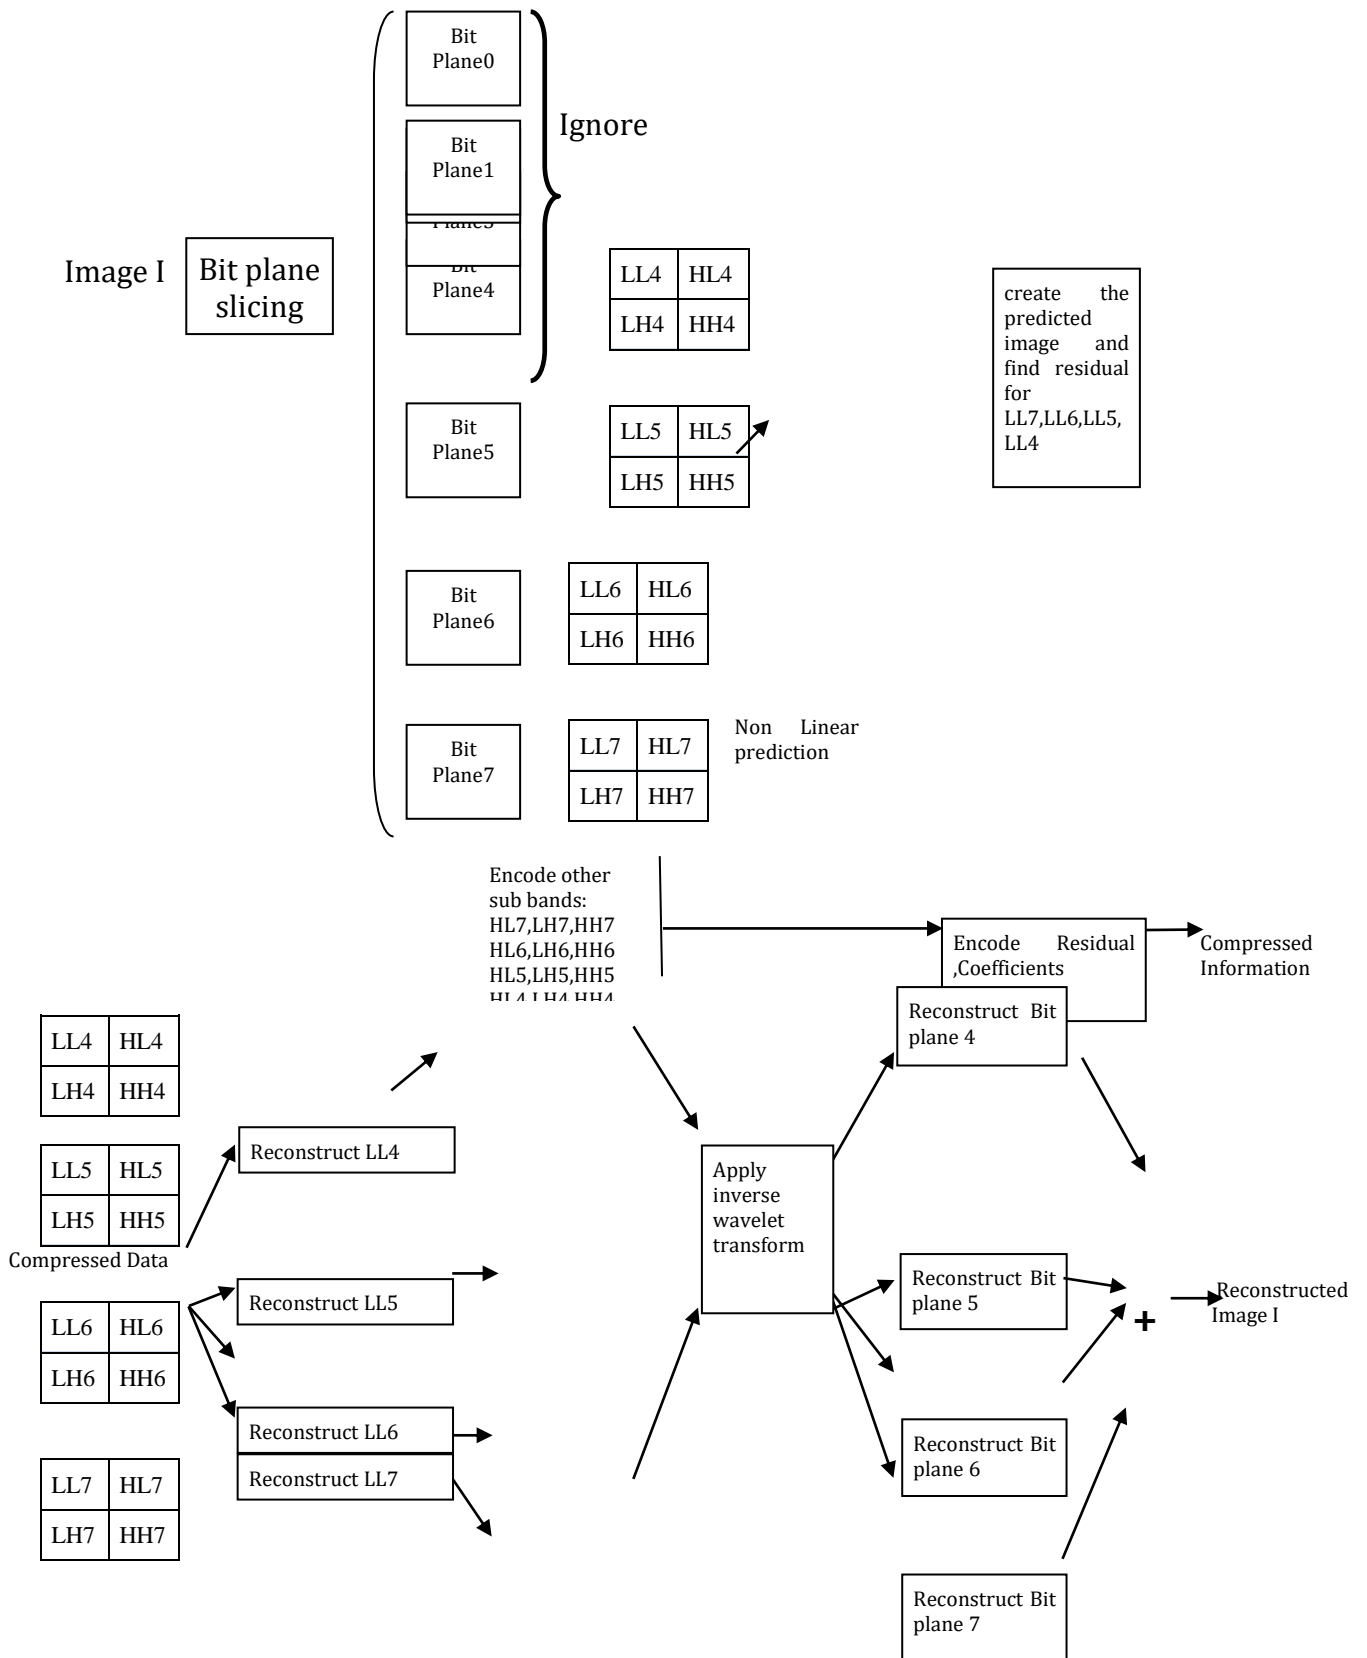 Bit
Plane0
Ignore
Bit
Plane1
Image I
Bit plane
slicing
Plane4
LL4 HL4
LH4 HH4
create the
predicted
image and
find residual
for
LL7,LL6,LL5,
LL4
Bit
Plane5
LL5 HL5
LH5 HH5
Bit
Plane6
LL6 HL6
LH6 HH6
Bit
Plane7
LL7 HL7
LH7 HH7
Non Linear
prediction
Encode other
sub bands:
HL7,LH7,HH7
HL6,LH6,HH6
HL5,LH5,HH5
HL4,LH4,HH4
Encode Residual
,Coefficients
Compressed
Information
Reconstruct Bit
plane 4
LL4 HL4
LH4 HH4
Reconstruct LL4
LL5 HL5
LH5 HH5
Compressed Data
Apply
inverse
wavelet
transform
Reconstruct LL5
Reconstruct Bit
plane 5
+
Reconstructed
Image I
LL6 HL6
LH6 HH6
Reconstruct LL6
Reconstruct LL7
Reconstruct Bit
plane 6
LL7 HL7
LH7 HH7
Reconstruct Bit
plane 7